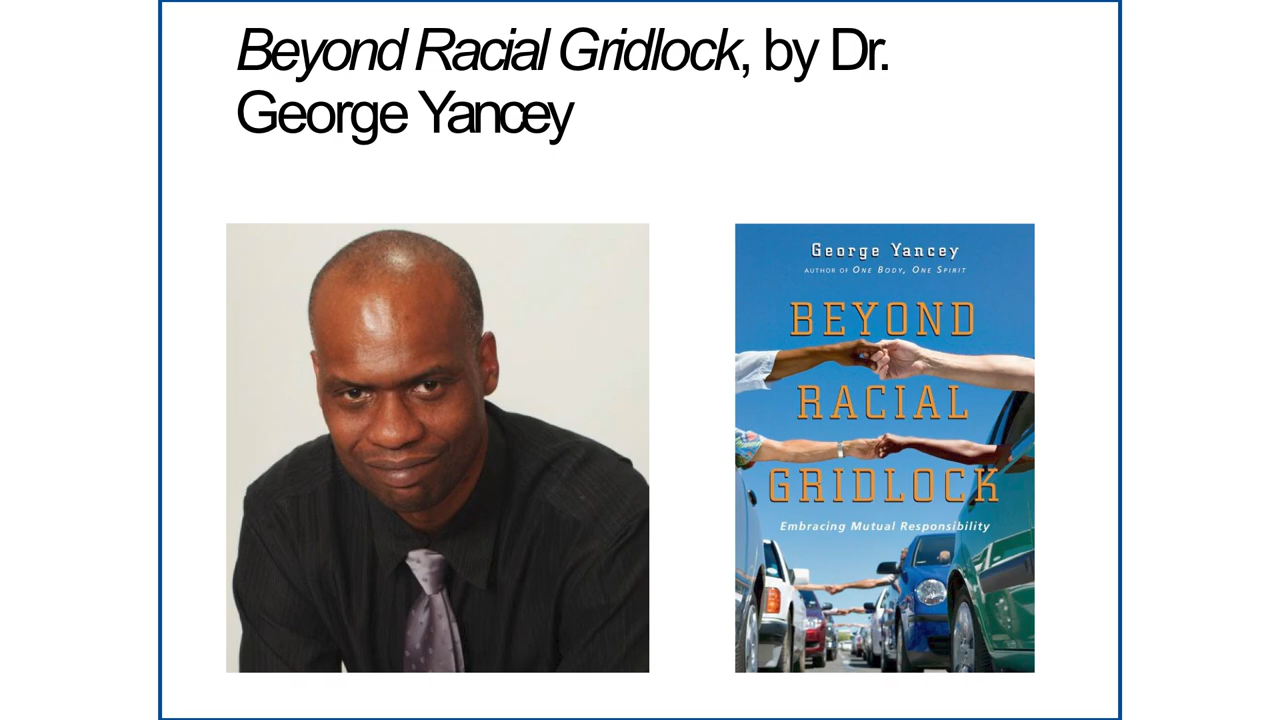 Beyond Racial Gridlock, by Dr.
George Yancey
George Yancey
AUTHOR OF ONE BODY, ONE SPIRIT
BEYOND
RACIAL
GRIDLOCK
Embracing Mutual Responsibility